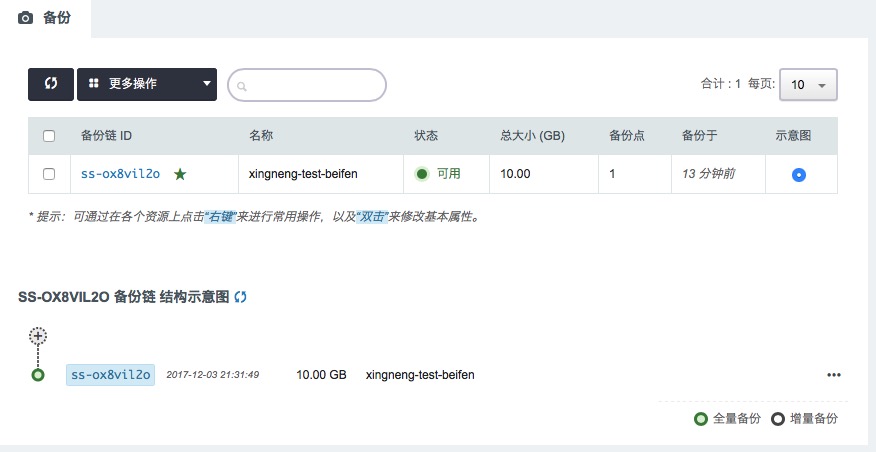 备份
更多操作
合计 : 1 每页: 10
备份链 ID 名称 状态 总大小 (GB) 备份点 备份于 示意图
ss-ox8vil2o xingneng-test-beifen 可用 10.00 1 13 分钟前
* 提示：可通过在各个资源上点击“右键”来进行常用操作，以及“双击”来修改基本属性。
SS-OX8VIL2O 备份链 结构示意图
ss-ox8vil2o 2017-12-03 21:31:49 10.00 GB xingneng-test-beifen
全量备份 增量备份